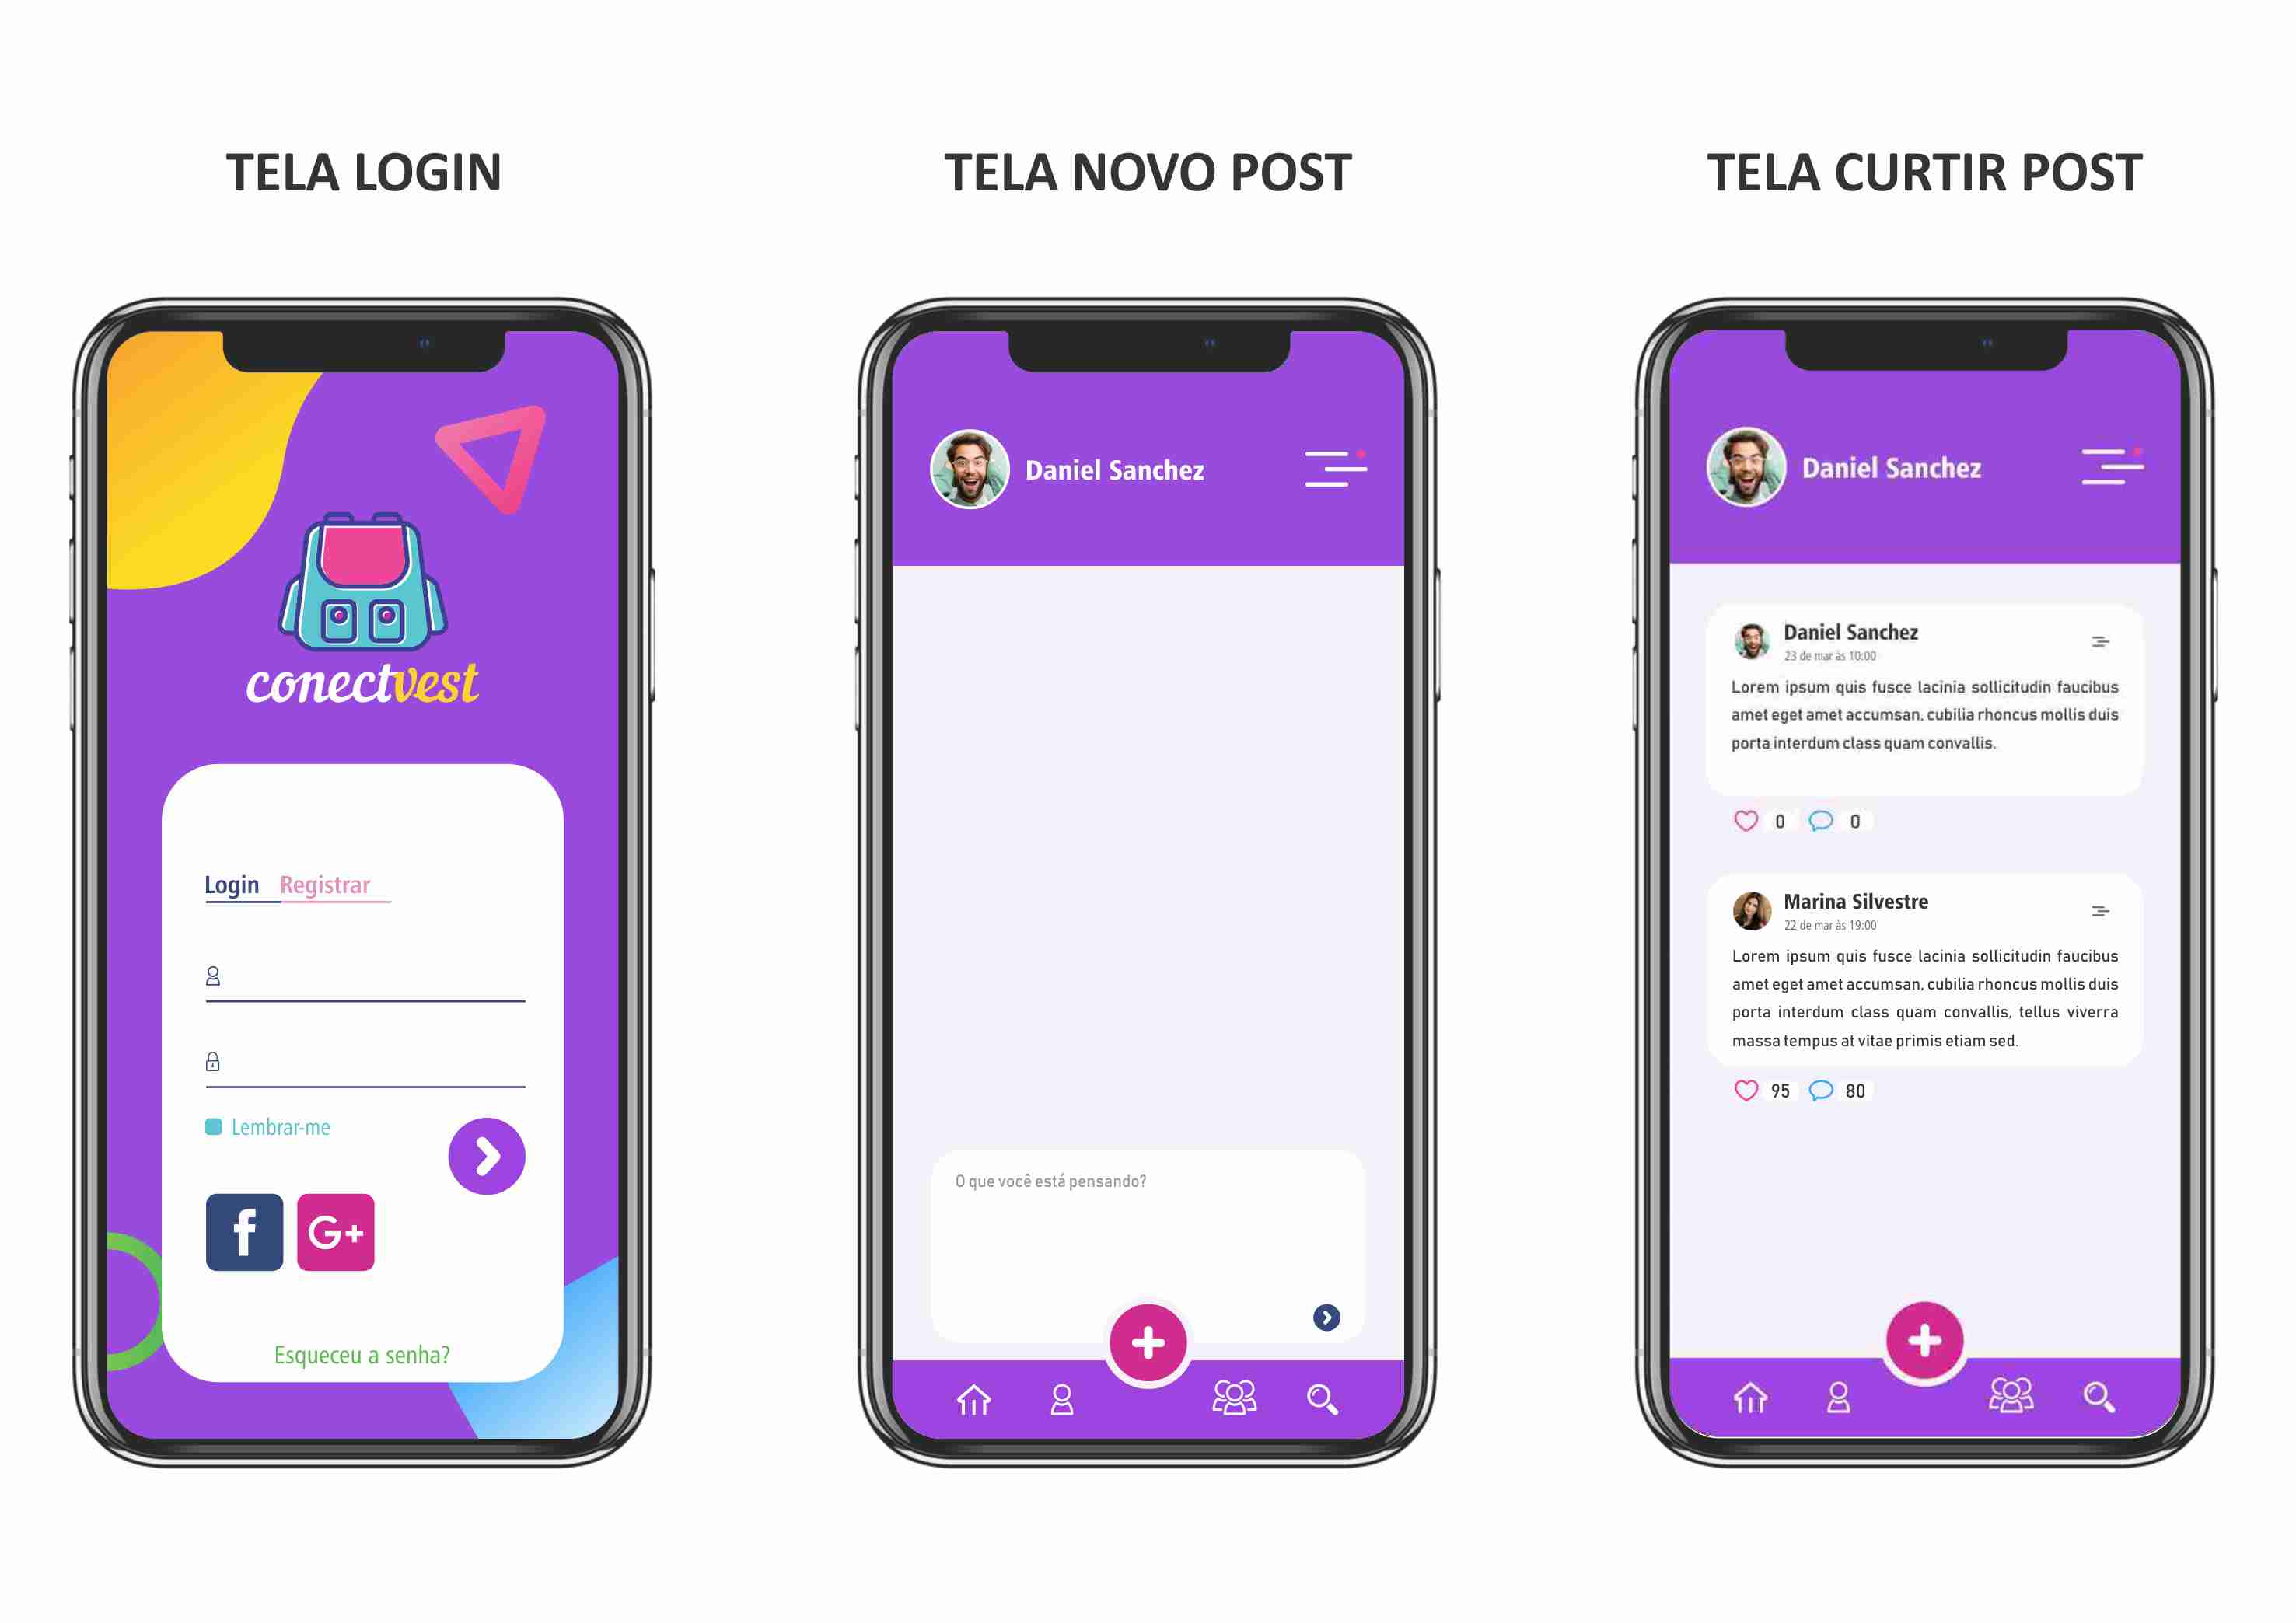 TELA LOGIN
conectvest
Login Registrar
Lembrar-me
f G+
Esqueceu a senha?
TELA NOVO POST
Daniel Sanchez
O que você está pensando?
TELA CURTIR POST
Daniel Sanchez
Daniel Sanchez
23 de mar às 10:00
Lorem ipsum quis fusce lacinia sollicitudin faucibus
amet eget amet accumsan, cubilia rhoncus mollis duis
porta interdum class quam convallis.
0 0
Marina Silvestre
22 de mar às 19:00
Lorem ipsum quis fusce lacinia sollicitudin faucibus
amet eget amet accumsan, cubilia rhoncus mollis duis
porta interdum class quam convallis, tellus viverra
massa tempus at vitae primis etiam sed.
95 80